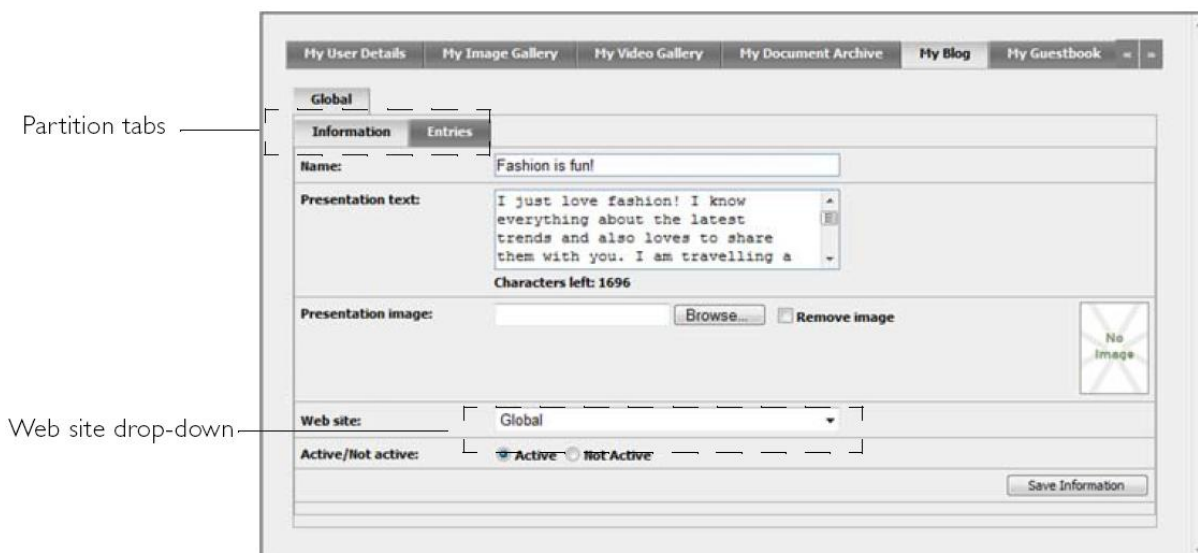 My User Details My Image Gallery My Video Gallery My Document Archive My Blog My Guestbook « »
Global
Partition tabs
Information Entries
Name: Fashion is fun!
Presentation text: I just love fashion! I know
everything about the latest
trends and also loves to share
them with you. I am travelling a
Characters left: 1696
Presentation image: Browse... Remove image
No
Image
Web site drop-down
Web site: Global
Active/Not active: Active Not Active
Save Information